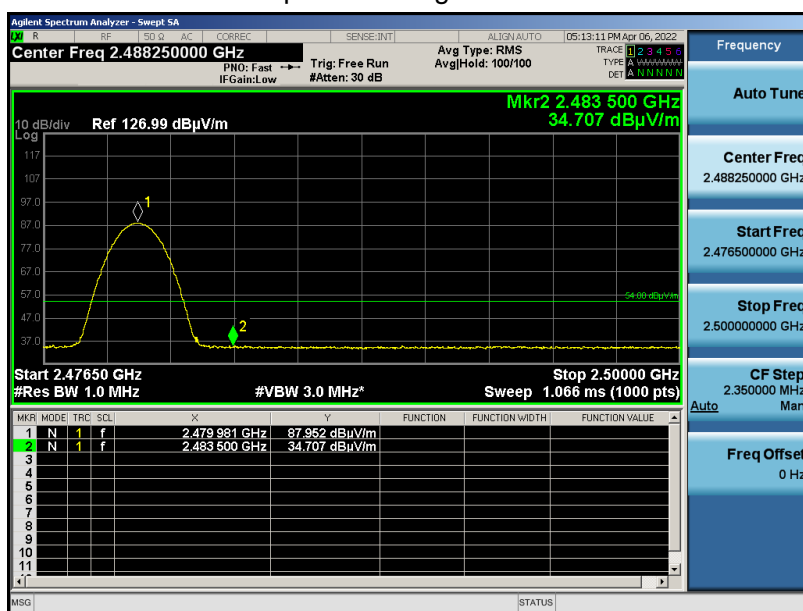 Agilent Spectrum Analyzer - Swept SA
LXI R RF 50 Ω AC CORREC SENSE:INT ALIGN AUTO 05:13:11 PM Apr 06, 2022
Center Freq 2.488250000 GHz
PNO: Fast
IFGain:Low
Trig: Free Run
#Atten: 30 dB
Avg Type: RMS
Avg|Hold: 100/100
TRACE 1 2 3 4 5 6
TYPE A WWWWW
DET A N N N N N
Mkr2 2.483 500 GHz
34.707 dBµV/m
10 dB/div Ref 126.99 dBµV/m
Log
117
107
97.0
87.0
77.0
67.0
57.0
47.0
37.0
1
2
54.00 dBµV/m
Start 2.47650 GHz Stop 2.50000 GHz
#Res BW 1.0 MHz #VBW 3.0 MHz* Sweep 1.066 ms (1000 pts)
MKR MODE TRC SCL X Y FUNCTION FUNCTION WIDTH FUNCTION VALUE
1 N 1 f 2.479 981 GHz 87.952 dBµV/m
2 N 1 f 2.483 500 GHz 34.707 dBµV/m
3
4
5
6
7
8
9
10
11
MSG STATUS
Frequency
Auto Tune
Center Freq
2.488250000 GHz
Start Freq
2.476500000 GHz
Stop Freq
2.500000000 GHz
CF Step
2.350000 MHz
Auto Man
Freq Offset
0 Hz